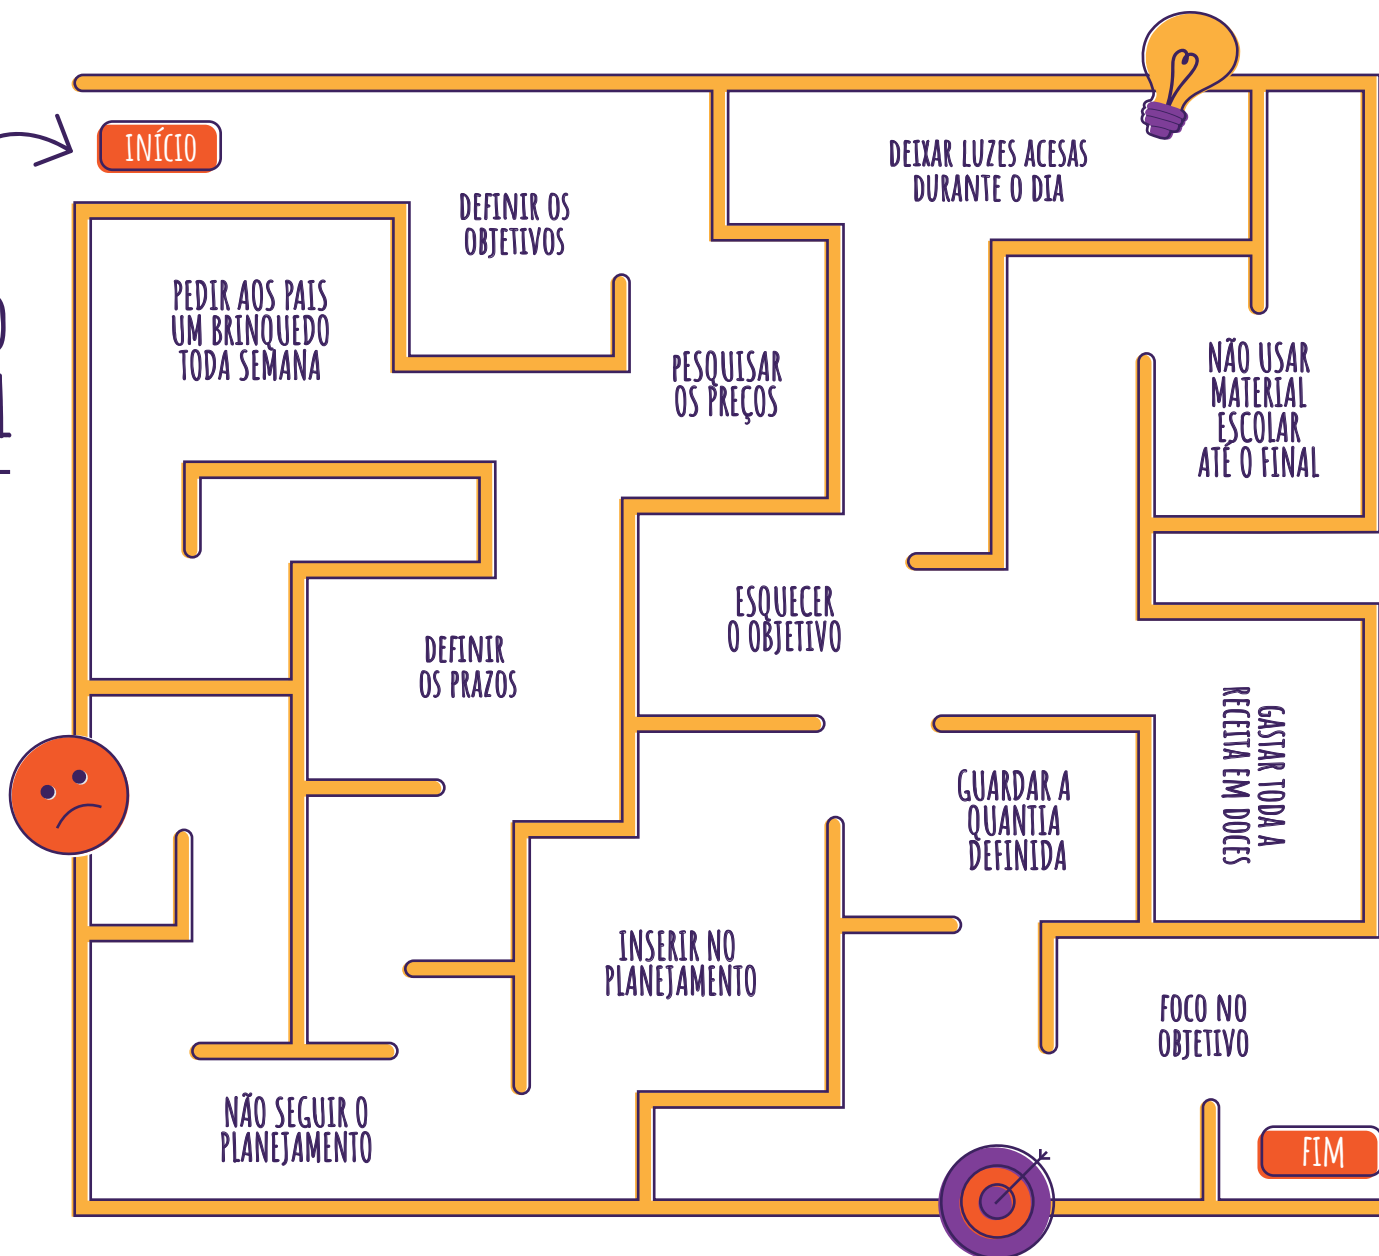 INÍCIO
DEFINIR OS
OBJETIVOS
DEIXAR LUZES ACESAS
DURANTE O DIA
PEDIR AOS PAIS
UM BRINQUEDO
TODA SEMANA
PESQUISAR
OS PREÇOS
NÃO USAR
MATERIAL
ESCOLAR
ATÉ O FINAL
ESQUECER
O OBJETIVO
DEFINIR
OS PRAZOS
GASTAR TODA A
RECEITA EM DOCES
GUARDAR A
QUANTIA
DEFINIDA
INSERIR NO
PLANEJAMENTO
FOCO NO
OBJETIVO
NÃO SEGUIR O
PLANEJAMENTO
FIM